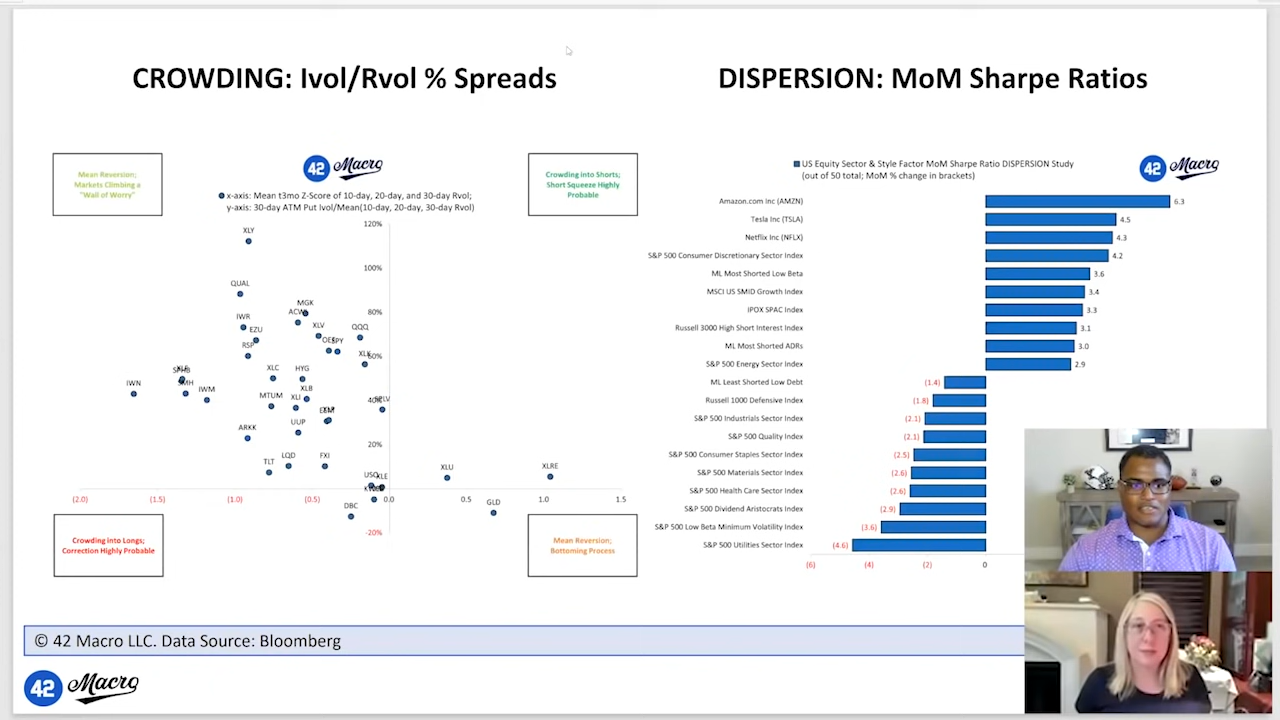 CROWDING: Ivol/Rvol % Spreads
DISPERSION: MoM Sharpe Ratios
Mean Reversion;
Markets Climbing a
"Wall of Worry"
42 Macro
Crowding into Shorts;
Short Squeeze Highly
Probable
x-axis: Mean t3mo Z-Score of 10-day, 20-day, and 30-day Rvol;
y-axis: 30-day ATM Put Ivol/Mean(10-day, 20-day, 30-day Rvol)
120%
XLY
100%
QUAL
80%
MGK
IWR
EZU
XLV
QQQ
RSP
60%
XLC
HYG
IWN
IWM
MTUM
XLI
XLB
40%
ARKK
UUP
20%
TLT
LQD
FXI
XLU
XLRE
DBC
GLD
(2.0)
(1.5)
(1.0)
(0.5)
0.0
0.5
1.0
1.5
-20%
Crowding into Longs;
Correction Highly Probable
Mean Reversion;
Bottoming Process
US Equity Sector & Style Factor MoM Sharpe Ratio DISPERSION Study
(out of 50 total; MoM % change in brackets)
42 Macro
Amazon.com Inc (AMZN) 6.3
Tesla Inc (TSLA) 4.5
Netflix Inc (NFLX) 4.3
S&P 500 Consumer Discretionary Sector Index 4.2
ML Most Shorted Low Beta 3.6
MSCI US SMID Growth Index 3.4
IPOX SPAC Index 3.3
Russell 3000 High Short Interest Index 3.1
ML Most Shorted ADRs 3.0
S&P 500 Energy Sector Index 2.9
ML Least Shorted Low Debt (1.4)
Russell 1000 Defensive Index (1.8)
S&P 500 Industrials Sector Index (2.1)
S&P 500 Quality Index (2.1)
S&P 500 Consumer Staples Sector Index (2.5)
S&P 500 Materials Sector Index (2.6)
S&P 500 Health Care Sector Index (2.6)
S&P 500 Dividend Aristocrats Index (2.9)
S&P 500 Low Beta Minimum Volatility Index (3.6)
S&P 500 Utilities Sector Index (4.6)
(6) (4) (2) 0
© 42 Macro LLC. Data Source: Bloomberg
42 Macro